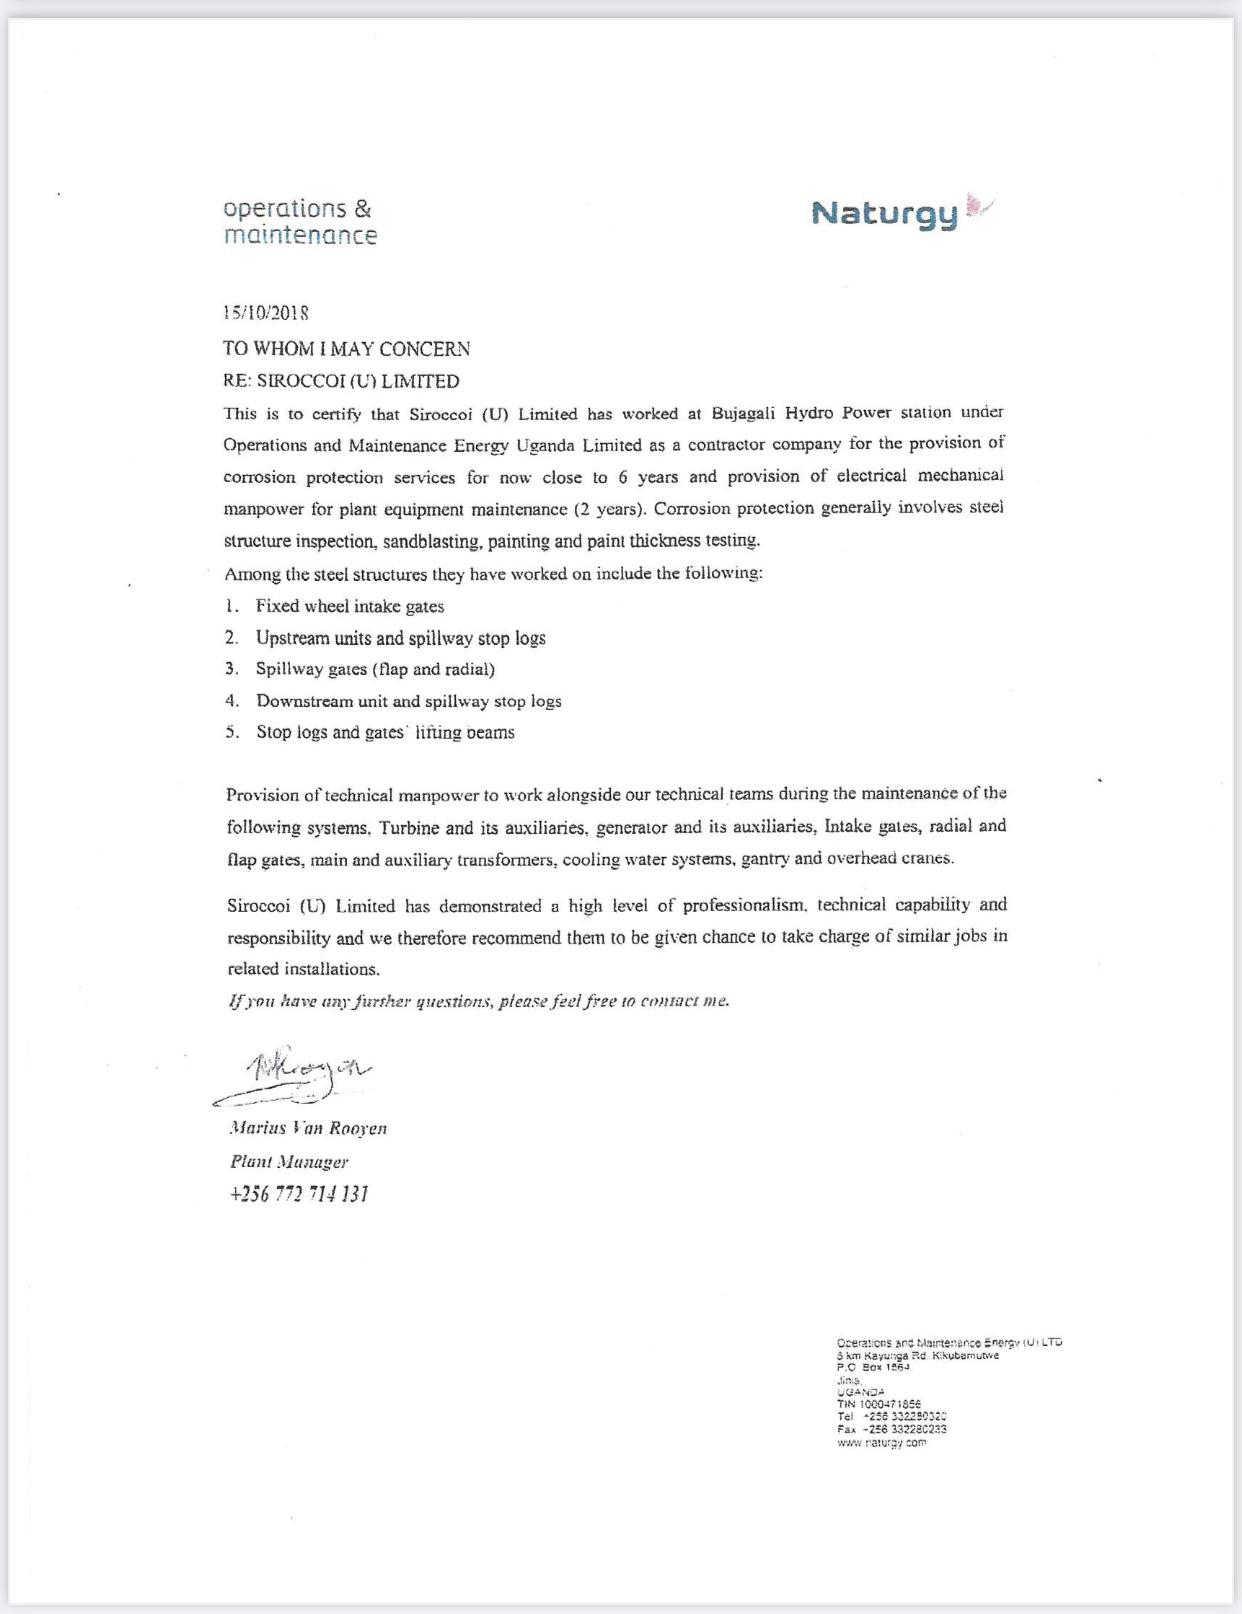 operations &
maintenance
Naturgy
15/10/2018
TO WHOM I MAY CONCERN
RE: SIROCCOI (U) LIMITED
This is to certify that Siroccoi (U) Limited has worked at Bujagali Hydro Power station under
Operations and Maintenance Energy Uganda Limited as a contractor company for the provision of
corrosion protection services for now close to 6 years and provision of electrical mechanical
manpower for plant equipment maintenance (2 years). Corrosion protection generally involves steel
structure inspection, sandblasting, painting and paint thickness testing.
Among the steel structures they have worked on include the following:
1. Fixed wheel intake gates
2. Upstream units and spillway stop logs
3. Spillway gates (flap and radial)
4. Downstream unit and spillway stop logs
5. Stop logs and gates' lifting beams
Provision of technical manpower to work alongside our technical teams during the maintenance of the
following systems, Turbine and its auxiliaries, generator and its auxiliaries, Intake gates, radial and
flap gates, main and auxiliary transformers, cooling water systems, gantry and overhead cranes.
Siroccoi (U) Limited has demonstrated a high level of professionalism, technical capability and
responsibility and we therefore recommend them to be given chance to take charge of similar jobs in
related installations.
If you have any further questions, please feel free to contact me.
Marius Van Rooyen
Plant Manager
+256 772 714 131
Operations and Maintenance Energy (U) LTD
km Kayunga Rd. Kikubamutwe
P.O Box
Jinja,
UGANDA
TIN 1000471856
Tel +256 332280320
Fax +256 332280233
www naturgy com